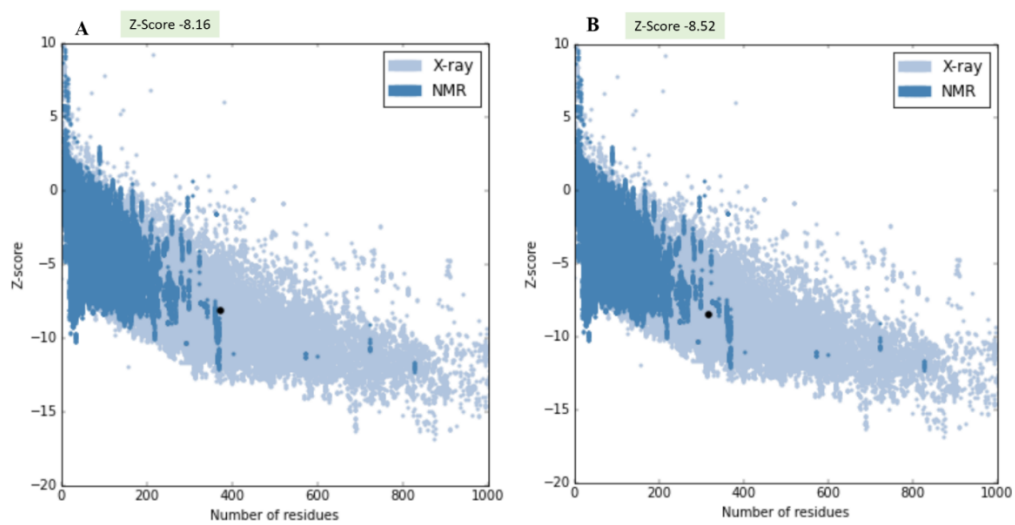 A
Z-Score -8.16
10
5
0
−5
−10
−15
−20
0
200
400
600
800
1000
Z-score
Number of residues
X-ray
NMR
B
Z-Score -8.52
10
5
0
−5
−10
−15
−20
0
200
400
600
800
1000
Z-score
Number of residues
X-ray
NMR